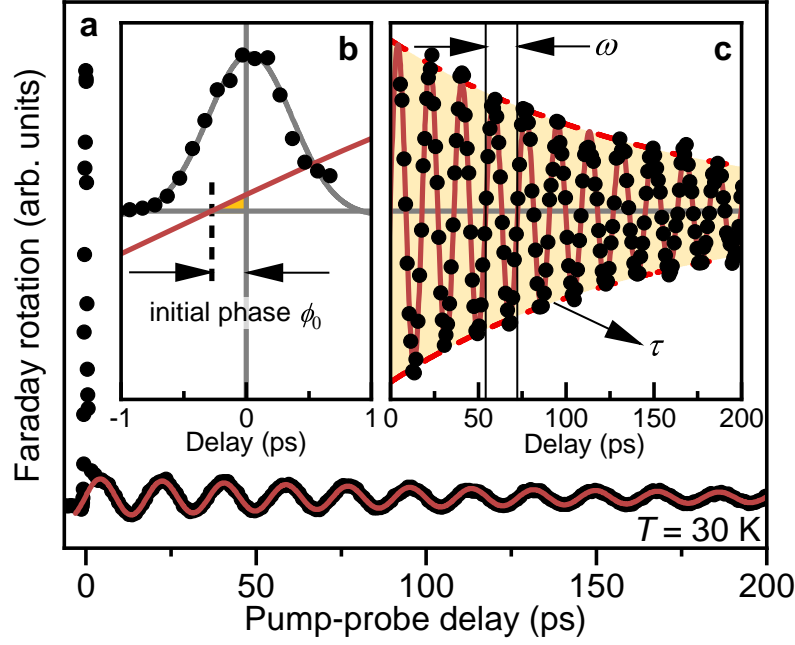 a
b
c
ω
initial phase ϕ0
τ
-1 0 1
Delay (ps)
0 50 100 150 200
Delay (ps)
Faraday rotation (arb. units)
T = 30 K
0 50 100 150 200
Pump-probe delay (ps)